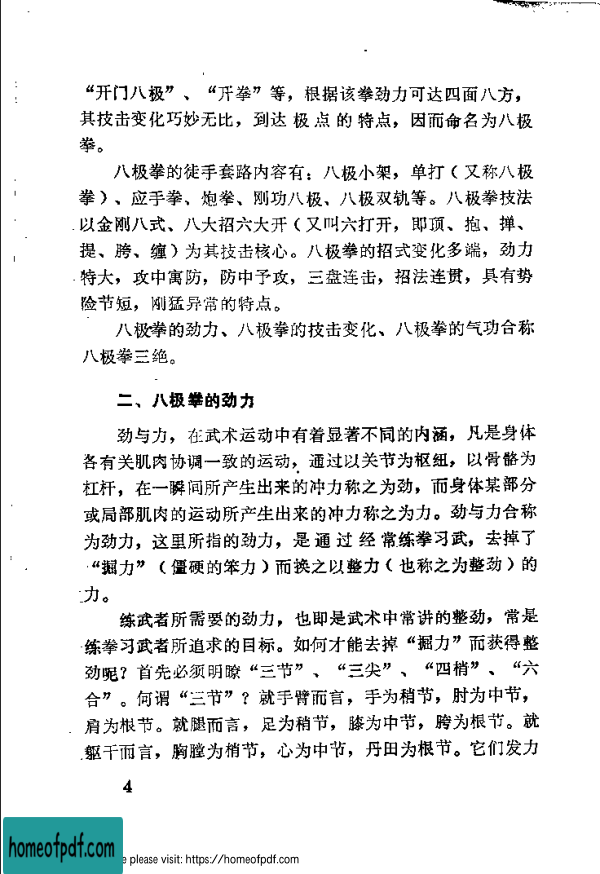 “开门八极”、“开拳”等，根据该拳劲力可达四面八方，
其技击变化巧妙无比，到达极点的特点，因而命名为八极
拳。
八极拳的徒手套路内容有：八极小架，单打（又称八极
拳）、应手拳、炮拳、刚功八极、八极双轨等。八极拳技法
以金刚八式、八大招六大开（又叫六打开，即顶、抱、掸、
提、胯、缠）为其技击核心。八极拳的招式变化多端，劲力
特大，攻中寓防，防中予攻，三盘连击，招法连贯，具有势
险节短，刚猛异常的特点。
八极拳的劲力、八极拳的技击变化、八极拳的气功合称
八极拳三绝。
二、八极拳的劲力
劲与力，在武术运动中有着显著不同的内涵，凡是身体
各有关肌肉协调一致的运动，通过以关节为枢纽，以骨骼为
杠杆，在一瞬间所产生出来的冲力称之为劲，而身体某部分
或局部肌肉的运动所产生出来的冲力称之为力。劲与力合称
为劲力，这里所指的劲力，是通过经常练拳习武，去掉了
“掘力”（僵硬的笨力）而换之以整力（也称之为整劲）的
力。
练武者所需要的劲力，也即是武术中常讲的整劲，常是
练拳习武者所追求的目标。如何才能去掉“掘力”而获得整
劲呢？首先必须明瞭“三节”、“三尖”、“四梢”、“六
合”。何谓“三节”？就手臂而言，手为稍节，肘为中节，
肩为根节。就腿而言，足为稍节，膝为中节，胯为根节。就
躯干而言，胸膛为梢节，心为中节，丹田为根节。它们发力
4
homeofpdf.com
e please visit: https://homeofpdf.com